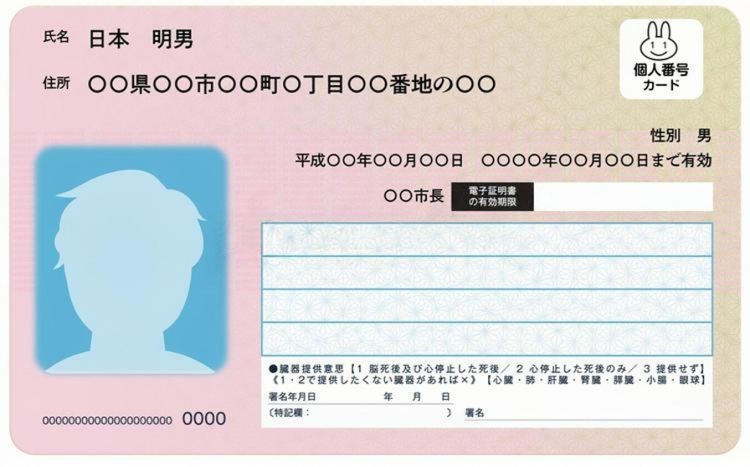 氏名 日本 明男
住所 〇〇県〇〇市〇〇町〇丁目〇〇番地の〇〇
個人番号
カード
性別 男
平成〇〇年〇〇月〇〇日 〇〇〇〇年〇〇月〇〇日まで有効
〇〇市長
電子証明書
の有効期限
●臓器提供意思【1 脳死後及び心停止した死後/ 2 心停止した死後のみ/ 3 提供せず】
《1・2で提供したくない臓器があれば×》【心臓・肺・肝臓・腎臓・膵臓・小腸・眼球】
署名年月日 年 月 日
〔特記欄： 〕 署名
00000000000000000000 0000